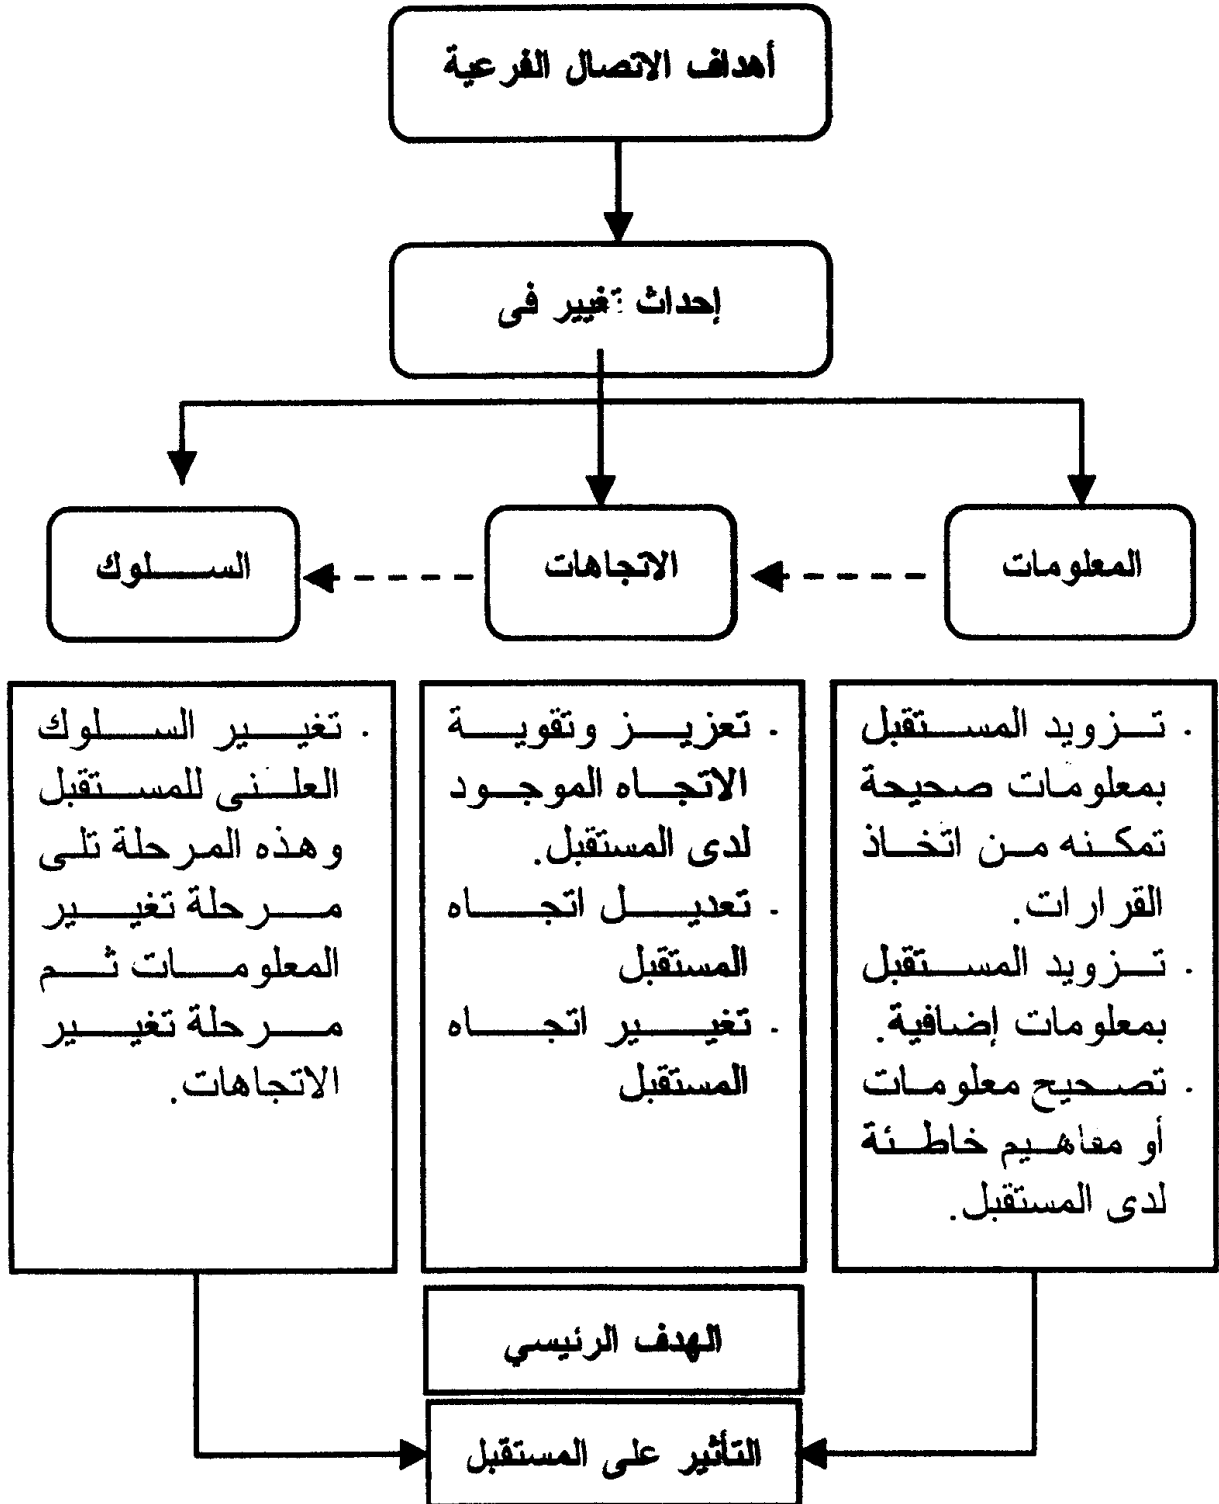 أهداف الاتصال الفرعية
إحداث تغيير فى
المعلومات
الاتجاهات
السلوك
. تزويد المستقبل
بمعلومات صحيحة
تمكنه من اتخاذ
القرارات.
. تزويد المستقبل
بمعلومات إضافية.
. تصحيح معلومات
أو مفاهيم خاطئة
لدى المستقبل.
. تعزيز وتقوية
الاتجاه الموجود
لدى المستقبل.
. تعديل اتجاه
المستقبل
. تغيير اتجاه
المستقبل
. تغيير السلوك
العلنى للمستقبل
وهذه المرحلة تلى
مرحلة تغيير
المعلومات ثم
مرحلة تغيير
الاتجاهات.
الهدف الرئيسي
التأثير على المستقبل